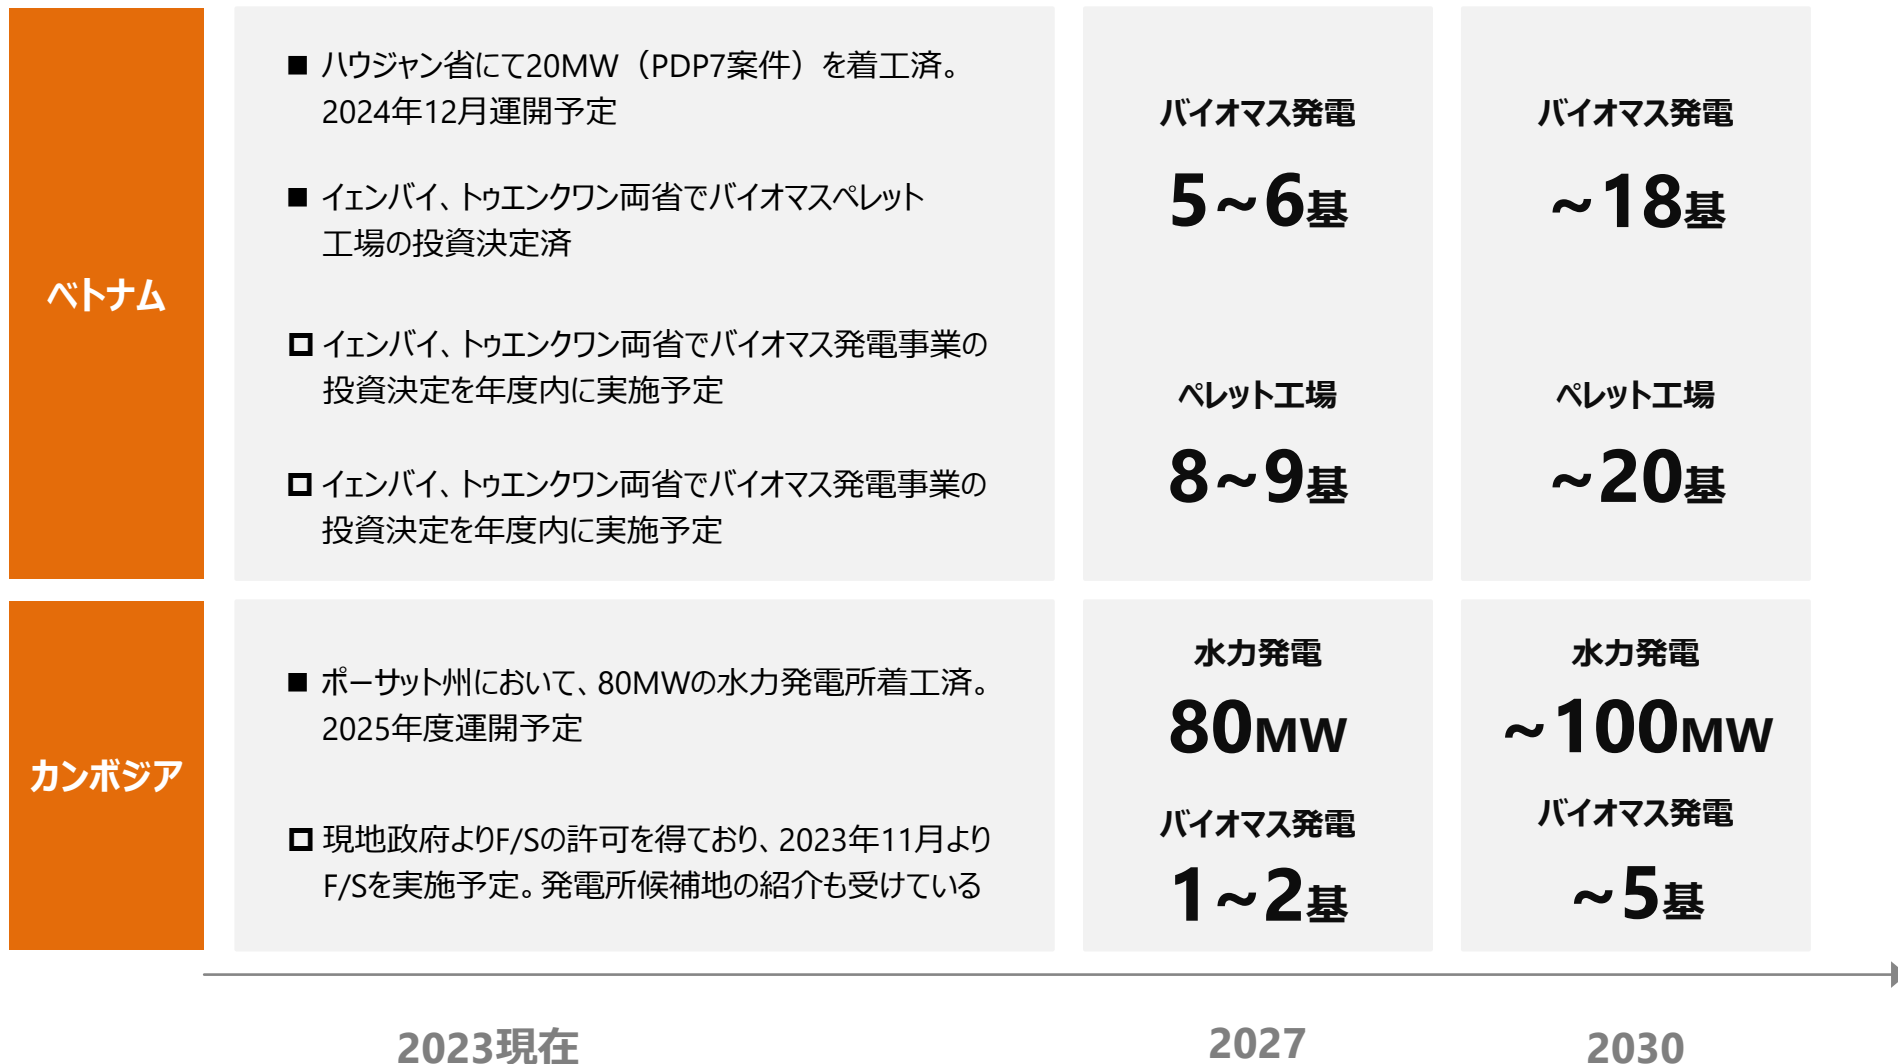 ベトナム
■ ハウジャン省にて20MW（PDP7案件）を着工済。
2024年12月運開予定
■ イェンバイ、トゥエンクワン両省でバイオマスペレット
工場の投資決定済
□ イェンバイ、トゥエンクワン両省でバイオマス発電事業の
投資決定を年度内に実施予定
□ イェンバイ、トゥエンクワン両省でバイオマス発電事業の
投資決定を年度内に実施予定
バイオマス発電
5~6基
ペレット工場
8~9基
バイオマス発電
~18基
ペレット工場
~20基
カンボジア
■ ポーサット州において、80MWの水力発電所着工済。
2025年度運開予定
□ 現地政府よりF/Sの許可を得ており、2023年11月より
F/Sを実施予定。発電所候補地の紹介も受けている
水力発電
80MW
バイオマス発電
1~2基
水力発電
~100MW
バイオマス発電
~5基
2023現在
2027
2030